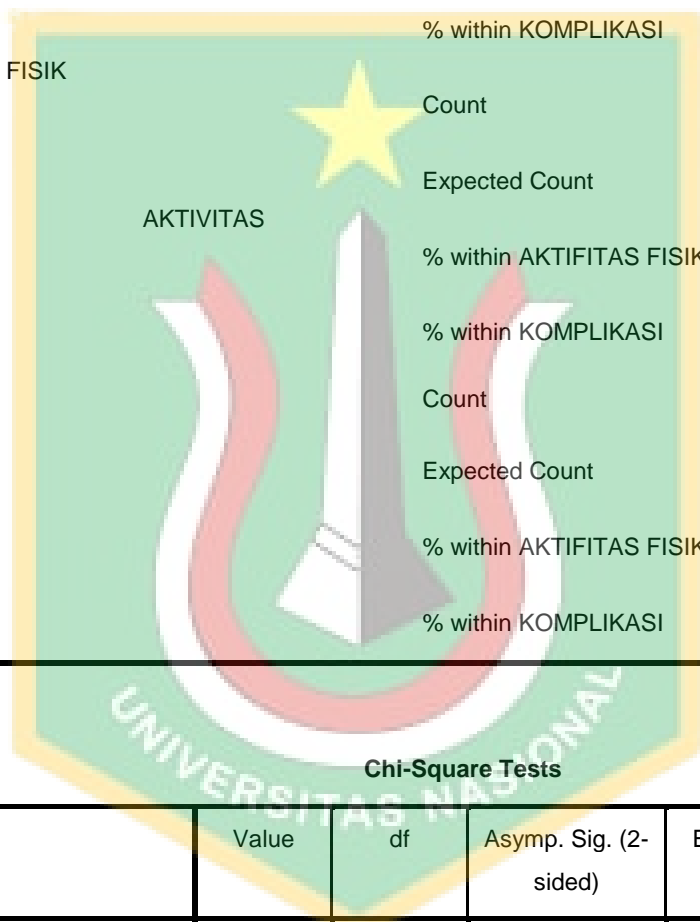 % within KOMPLIKASI
FISIK
Count
Expected Count
AKTIVITAS
% within AKTIFITAS FISIK
% within KOMPLIKASI
Count
Expected Count
% within AKTIFITAS FISIK
% within KOMPLIKASI
UNIVERSITAS NASIONAL
Chi-Square Tests
Value df Asymp. Sig. (2-
sided)